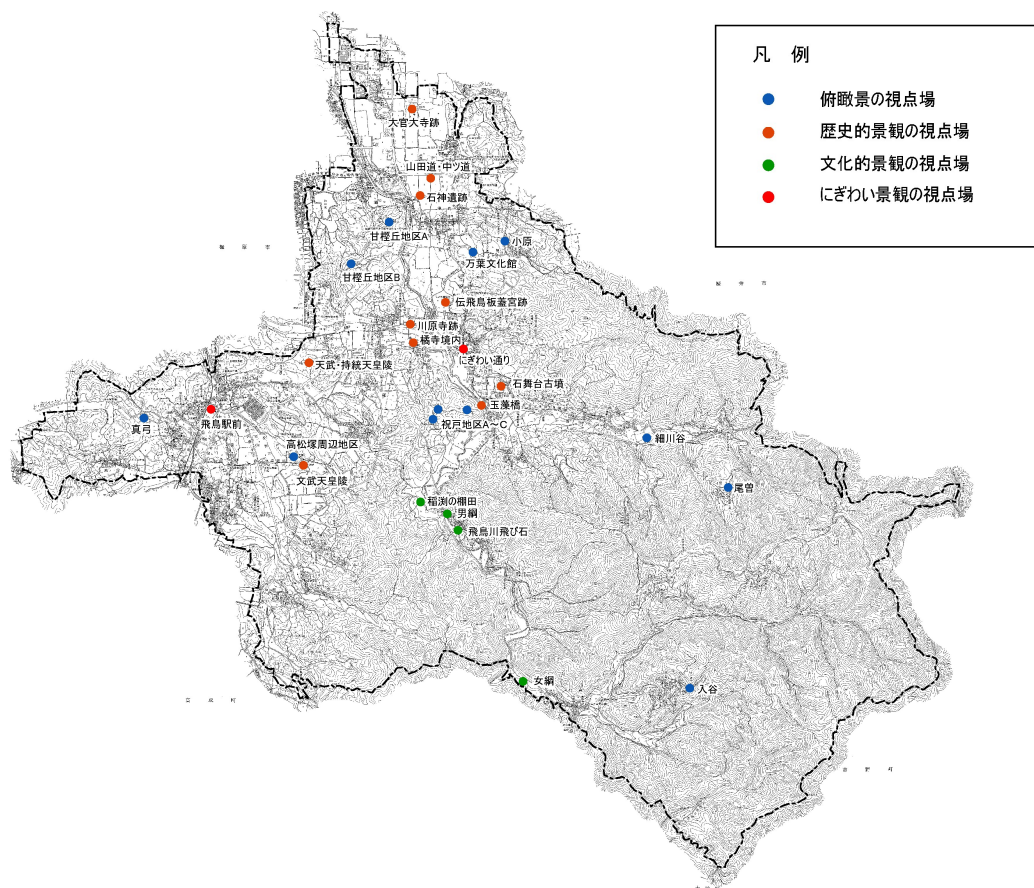 凡 例
俯瞰景の視点場
歴史的景観の視点場
文化的景観の視点場
にぎわい景観の視点場
大官大寺跡
山田道・中ツ道
石神遺跡
甘樫丘地区A
小原
万葉文化館
甘樫丘地区B
伝飛鳥板蓋宮跡
川原寺跡
橘寺境内
にぎわい通り
天武・持統天皇陵
石舞台古墳
玉藻橋
飛鳥駅前
真弓
祝戸地区A～C
細川谷
高松塚周辺地区
文武天皇陵
尾曽
稲渕の棚田
男綱
飛鳥川飛び石
女綱
入谷